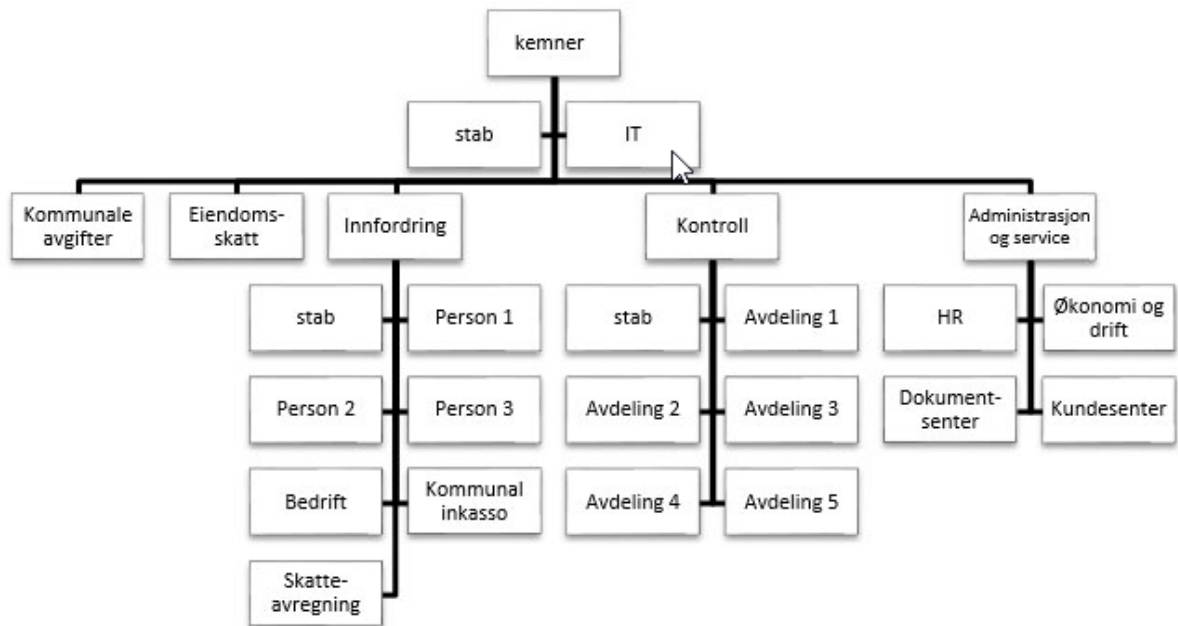 kemner
stab
IT
Kommunale
avgifter
Eiendoms-
skatt
Innfordring
Kontroll
Administrasjon
og service
stab
Person 1
stab
Avdeling 1
HR
Økonomi og
drift
Person 2
Person 3
Avdeling 2
Avdeling 3
Dokument-
senter
Kundesenter
Bedrift
Kommunal
inkasso
Avdeling 4
Avdeling 5
Skatte-
avregning